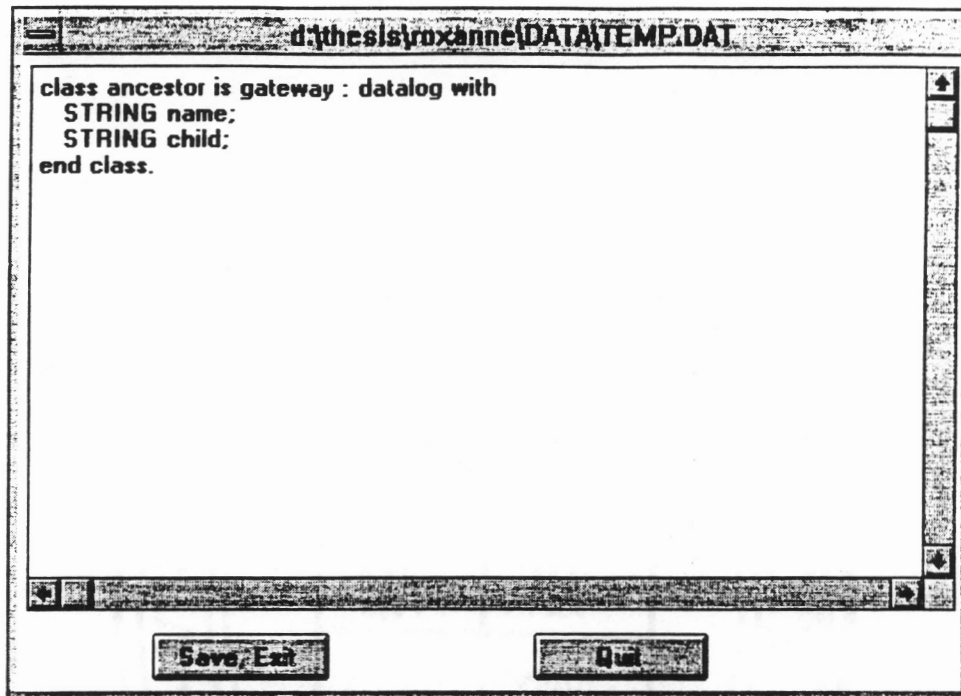 d:\thesis\roxanne\DATA\TEMP.DAT
class ancestor is gateway : datalog with
STRING name;
STRING child;
end class.
Save, Exit
Quit